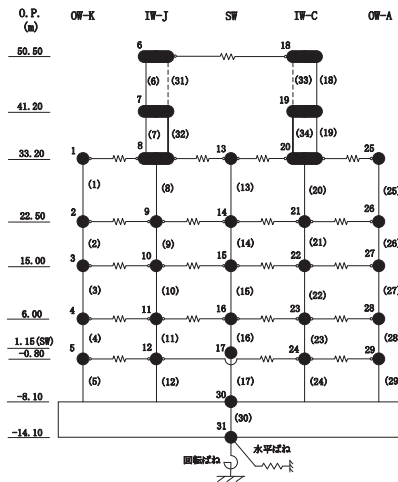 O.P. OW-K IW-J SW IW-C OW-A
(m)
6 18
50.50
(6) (31) (33) (18)
7 19
41.20
(7) (32) (34) (19)
1 8 13 20 25
33.20
(1) (8) (13) (20) (25)
2 9 14 21 26
22.50
(2) (9) (14) (21) (26)
3 10 15 22 27
15.00
(3) (10) (15) (22) (27)
4 11 16 23 28
6.00
(4) (11) (16) (23) (28)
1.15(SW)
5 12 17 24 29
-0.80
(5) (12) (17) (24) (29)
30
-8.10
(30)
31
-14.10
水平ばね
回転ばね